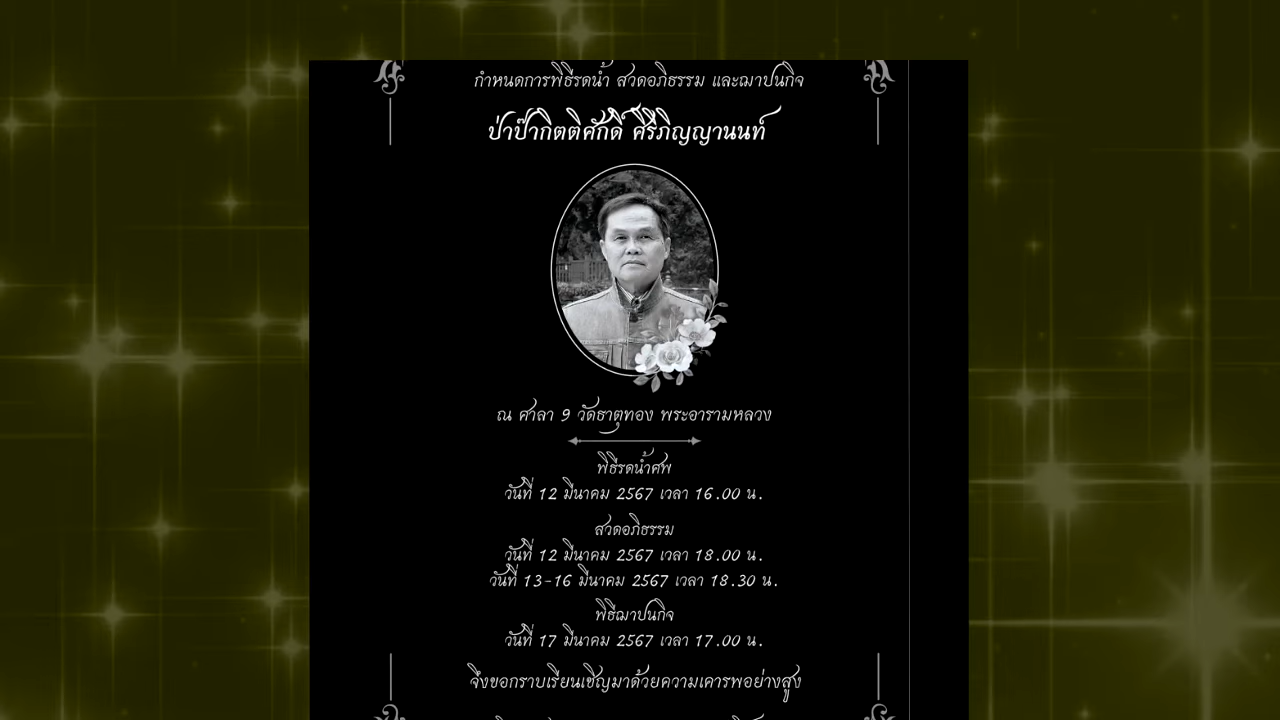 กำหนดการพิธีรดน้ำ สวดอภิธรรม และฌาปนกิจ
ป่าป๊ากิตติศักดิ์ ศิริภิญญานนท์
ณ ศาลา 9 วัดธาตุทอง พระอารามหลวง
พิธีรดน้ำศพ
วันที่ 12 มีนาคม 2567 เวลา 16.00 น.
สวดอภิธรรม
วันที่ 12 มีนาคม 2567 เวลา 18.00 น.
วันที่ 13-16 มีนาคม 2567 เวลา 18.30 น.
พิธีฌาปนกิจ
วันที่ 17 มีนาคม 2567 เวลา 17.00 น.
จึงขอกราบเรียนเชิญมาด้วยความเคารพอย่างสูง